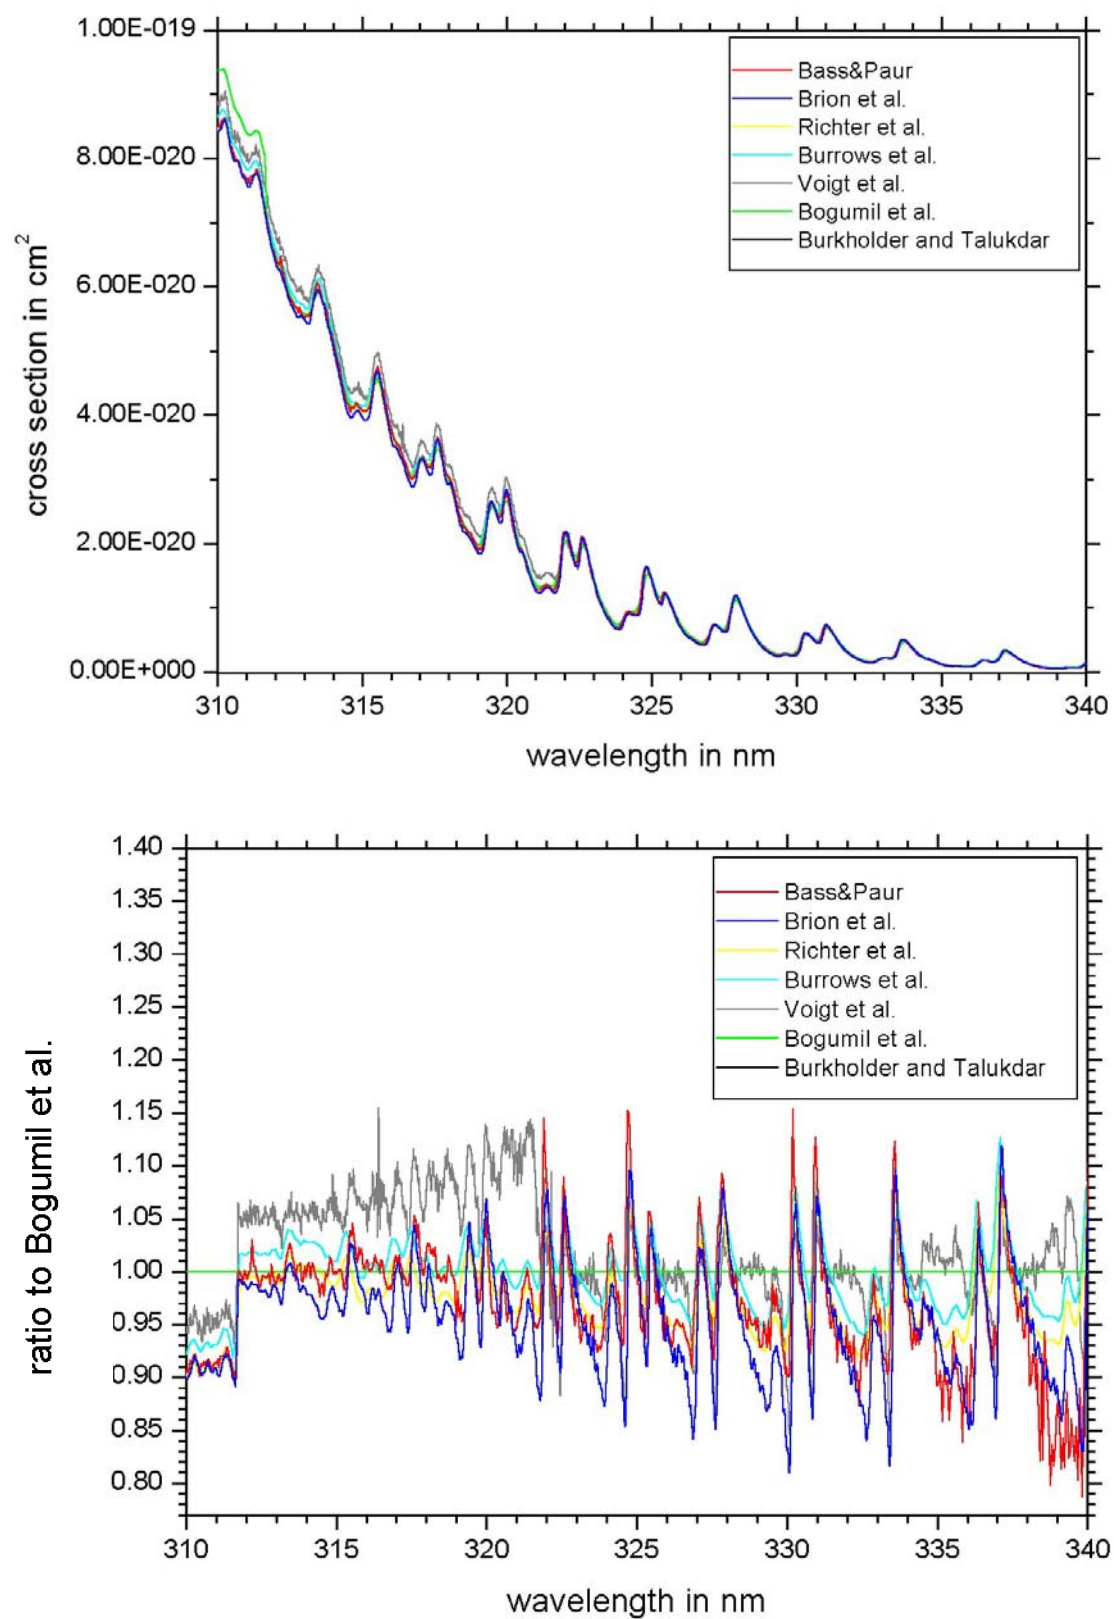 1.00E-019
8.00E-020
6.00E-020
4.00E-020
2.00E-020
0.00E+000
cross section in cm²
Bass&Paur
Brion et al.
Richter et al.
Burrows et al.
Voigt et al.
Bogumil et al.
Burkholder and Talukdar
310 315 320 325 330 335 340
wavelength in nm
1.40
1.35
1.30
1.25
1.20
1.15
1.10
1.05
1.00
0.95
0.90
0.85
0.80
ratio to Bogumil et al.
Bass&Paur
Brion et al.
Richter et al.
Burrows et al.
Voigt et al.
Bogumil et al.
Burkholder and Talukdar
310 315 320 325 330 335 340
wavelength in nm